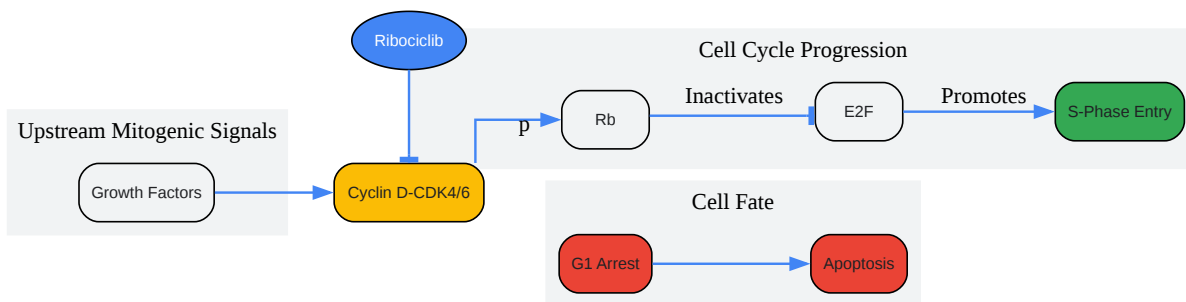 Ribociclib
Cell Cycle Progression
Upstream Mitogenic Signals
Growth Factors
Cyclin D-CDK4/6
p
Rb
Inactivates
E2F
Promotes
S-Phase Entry
Cell Fate
G1 Arrest
Apoptosis